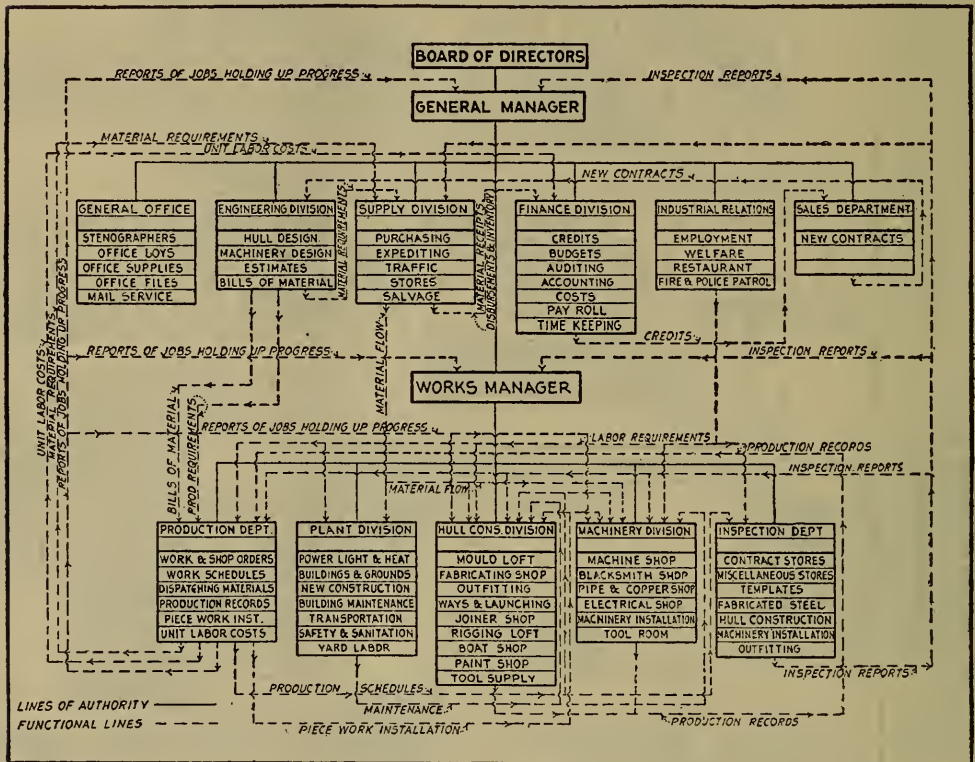 BOARD OF DIRECTORS
REPORTS OF JOBS HOLDING UP PROGRESS
INSPECTION REPORTS
GENERAL MANAGER
MATERIAL REQUIREMENTS
UNIT LABOR COSTS
NEW CONTRACTS
GENERAL OFFICE
STENOGRAPHERS
OFFICE BOYS
OFFICE SUPPLIES
OFFICE FILES
MAIL SERVICE
ENGINEERING DIVISION
HULL DESIGN
MACHINERY DESIGN
ESTIMATES
BILLS OF MATERIAL
MATERIAL REQUIREMENTS
SUPPLY DIVISION
PURCHASING
EXPEDITING
TRAFFIC
STORES
SALVAGE
MATERIAL RECEIPTS
DISBURSEMENTS & INVENTORY
FINANCE DIVISION
CREDITS
BUDGETS
AUDITING
ACCOUNTING
COSTS
PAY ROLL
TIME KEEPING
INDUSTRIAL RELATIONS
EMPLOYMENT
WELFARE
RESTAURANT
FIRE & POLICE PATROL
SALES DEPARTMENT
NEW CONTRACTS
CREDITS
MATERIAL FLOW
REPORTS OF JOBS HOLDING UP PROGRESS
INSPECTION REPORTS
WORKS MANAGER
UNIT LABOR COSTS
MATERIAL REQUIREMENTS
REPORTS OF JOBS HOLDING UP PROGRESS
BILLS OF MATERIAL
PROD REQUIREMENTS
REPORTS OF JOBS HOLDING UP PROGRESS
LABOR REQUIREMENTS
PRODUCTION RECORDS
INSPECTION REPORTS
MATERIAL FLOW
PRODUCTION DEPT.
WORK & SHOP ORDERS
WORK SCHEDULES
DISPATCHING MATERIALS
PRODUCTION RECORDS
PIECE WORK INST.
UNIT LABOR COSTS
PLANT DIVISION
POWER LIGHT & HEAT
BUILDINGS & GROUNDS
NEW CONSTRUCTION
BUILDING MAINTENANCE
TRANSPORTATION
SAFETY & SANITATION
YARD LABOR
HULL CONS. DIVISION
MOULD LOFT
FABRICATING SHOP
OUTFITTING
WAYS & LAUNCHING
JOINER SHOP
RIGGING LOFT
BOAT SHOP
PAINT SHOP
TOOL SUPPLY
MACHINERY DIVISION
MACHINE SHOP
BLACKSMITH SHOP
PIPE & COPPER SHOP
ELECTRICAL SHOP
MACHINERY INSTALLATION
TOOL ROOM
INSPECTION DEPT
CONTRACT STORES
MISCELLANEOUS STORES
TEMPLATES
FABRICATED STEEL
HULL CONSTRUCTION
MACHINERY INSTALLATION
OUTFITTING
INSPECTION REPORTS
PRODUCTION SCHEDULES
MAINTENANCE
PRODUCTION RECORDS
PIECE WORK INSTALLATION
LINES OF AUTHORITY
FUNCTIONAL LINES